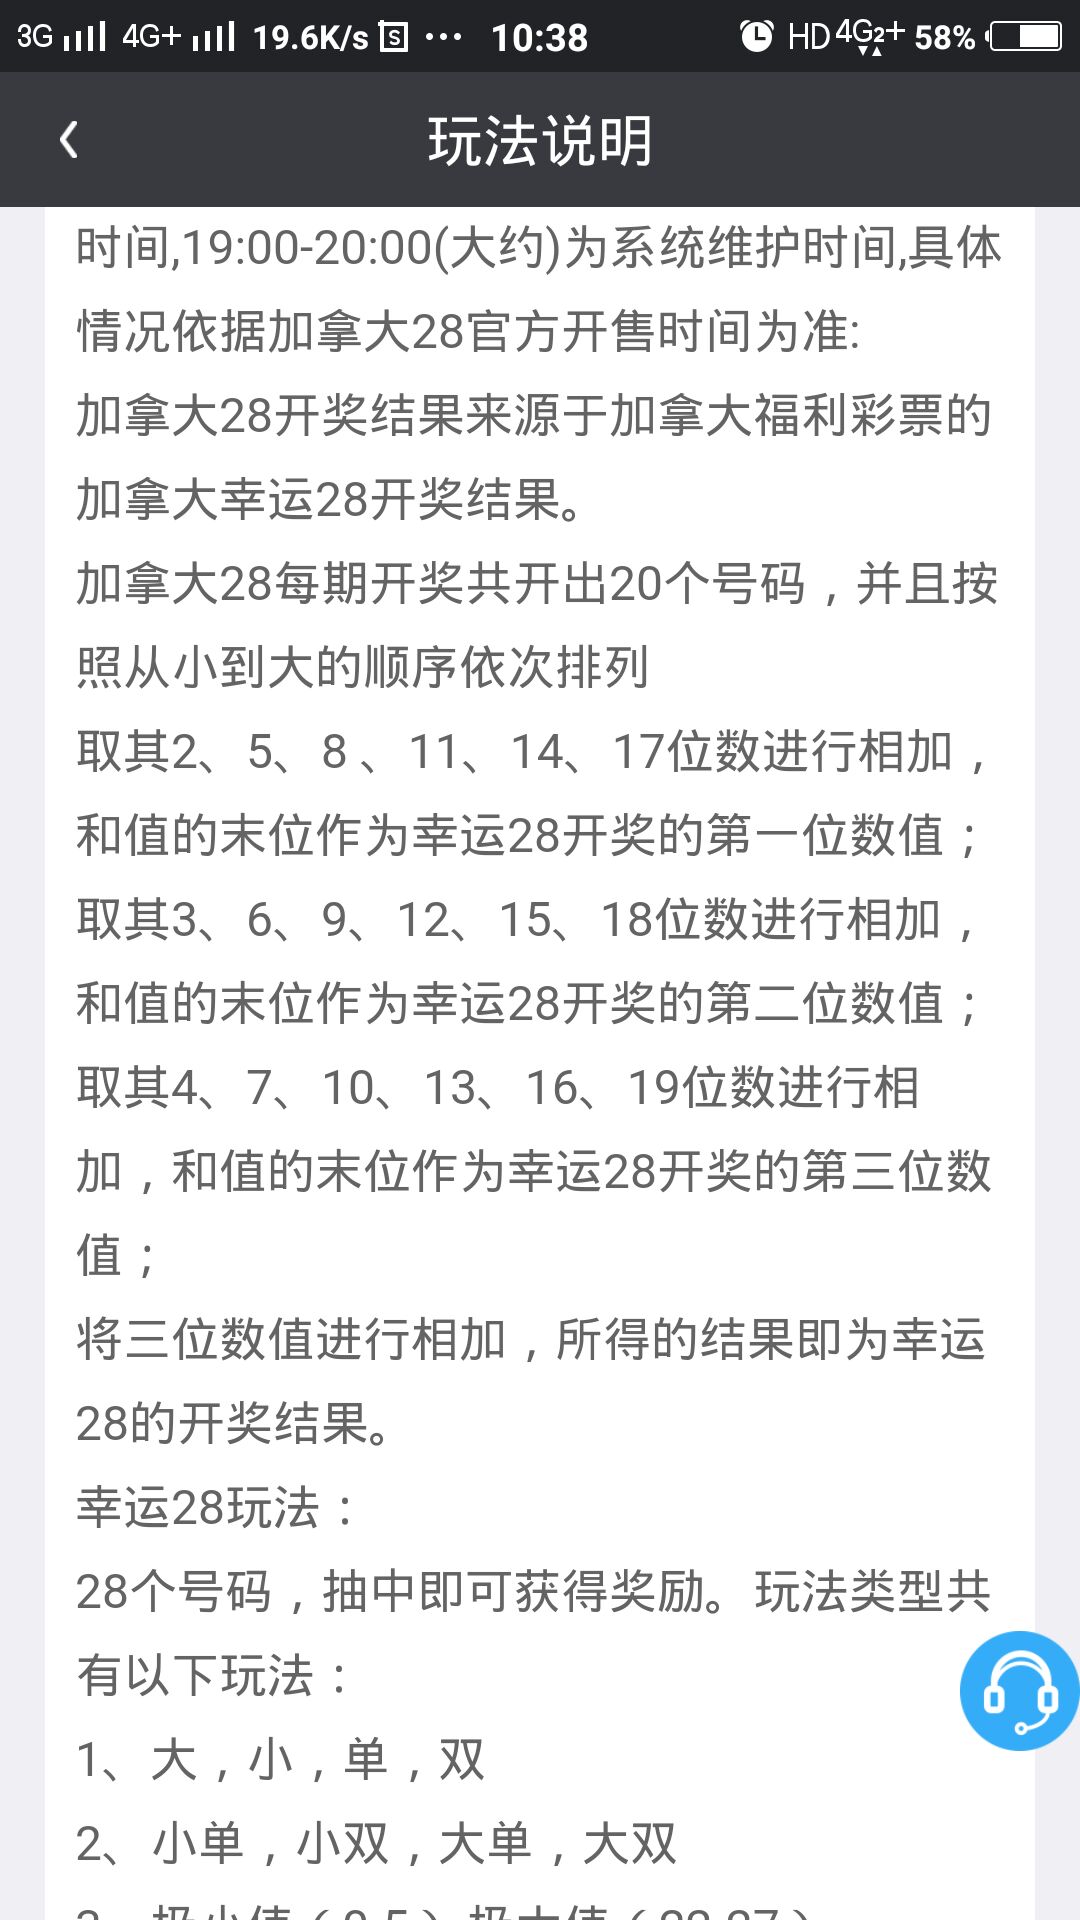 3G 4G+ 19.6K/s S ··· 10:38 HD 4G2+ 58%
玩法说明
时间,19:00-20:00(大约)为系统维护时间,具体
情况依据加拿大28官方开售时间为准:
加拿大28开奖结果来源于加拿大福利彩票的
加拿大幸运28开奖结果。
加拿大28每期开奖共开出20个号码，并且按
照从小到大的顺序依次排列
取其2、5、8 、11、14、17位数进行相加，
和值的末位作为幸运28开奖的第一位数值；
取其3、6、9、12、15、18位数进行相加，
和值的末位作为幸运28开奖的第二位数值；
取其4、7、10、13、16、19位数进行相
加，和值的末位作为幸运28开奖的第三位数
值；
将三位数值进行相加，所得的结果即为幸运
28的开奖结果。
幸运28玩法：
28个号码，抽中即可获得奖励。 玩法类型共
有以下玩法：
1、 大，小，单，双
2、 小单，小双，大单，大双
3、 极小值（0-5）极大值（22-27）